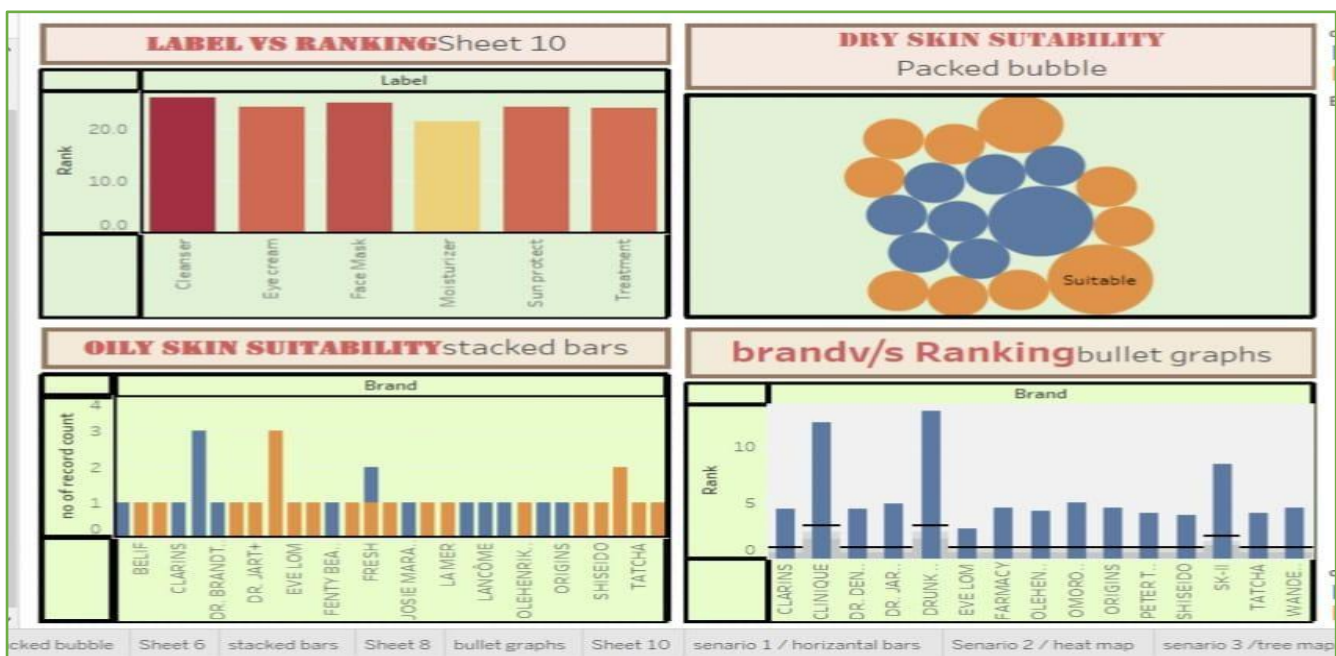 LABEL VS RANKINGSheet 10
Label
Rank
20.0
10.0
0.0
Cleanser
Eye cream
Face Mask
Moisturizer
Sun protect
Treatment
DRY SKIN SUTABILITY
Packed bubble
Suitable
OILY SKIN SUITABILITYstacked bars
Brand
no of record count
4
3
2
1
0
BELIF
CLARINS
DR. BRANDT..
DR. JART+
EVE LOM
FENTY BEA..
FRESH
JOSIE MARA..
LA MER
LANCÔME
OLEHENRIK..
ORIGINS
SHISEIDO
TATCHA
brandv/s Rankingbullet graphs
Brand
Rank
10
5
0
CLARINS
CLINIQUE
DR. DEN..
DR. JAR..
DRUNK ..
EVE LOM
FARMACY
OLEHEN..
OMORO..
ORIGINS
PETER T..
SHISEIDO
SK-II
TATCHA
WANDE..
cked bubble
Sheet 6
stacked bars
Sheet 8
bullet graphs
Sheet 10
senario 1 / horizantal bars
Senario 2 / heat map
senario 3 /tree map